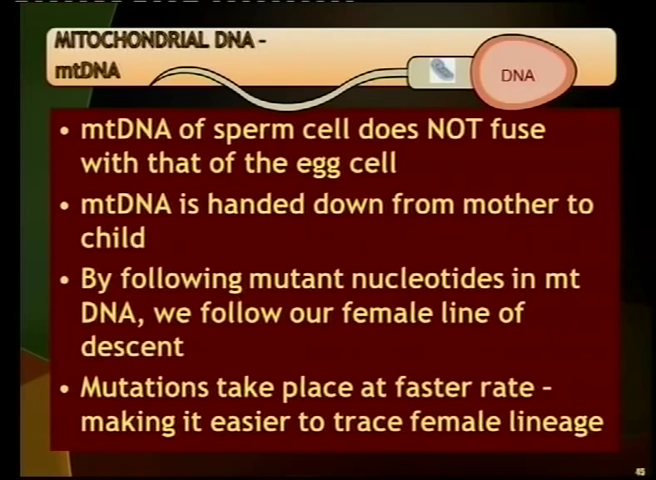 MITOCHONDRIAL DNA –
mtDNA
DNA
• mtDNA of sperm cell does NOT fuse
with that of the egg cell
• mtDNA is handed down from mother to
child
• By following mutant nucleotides in mt
DNA, we follow our female line of
descent
• Mutations take place at faster rate –
making it easier to trace female lineage
45